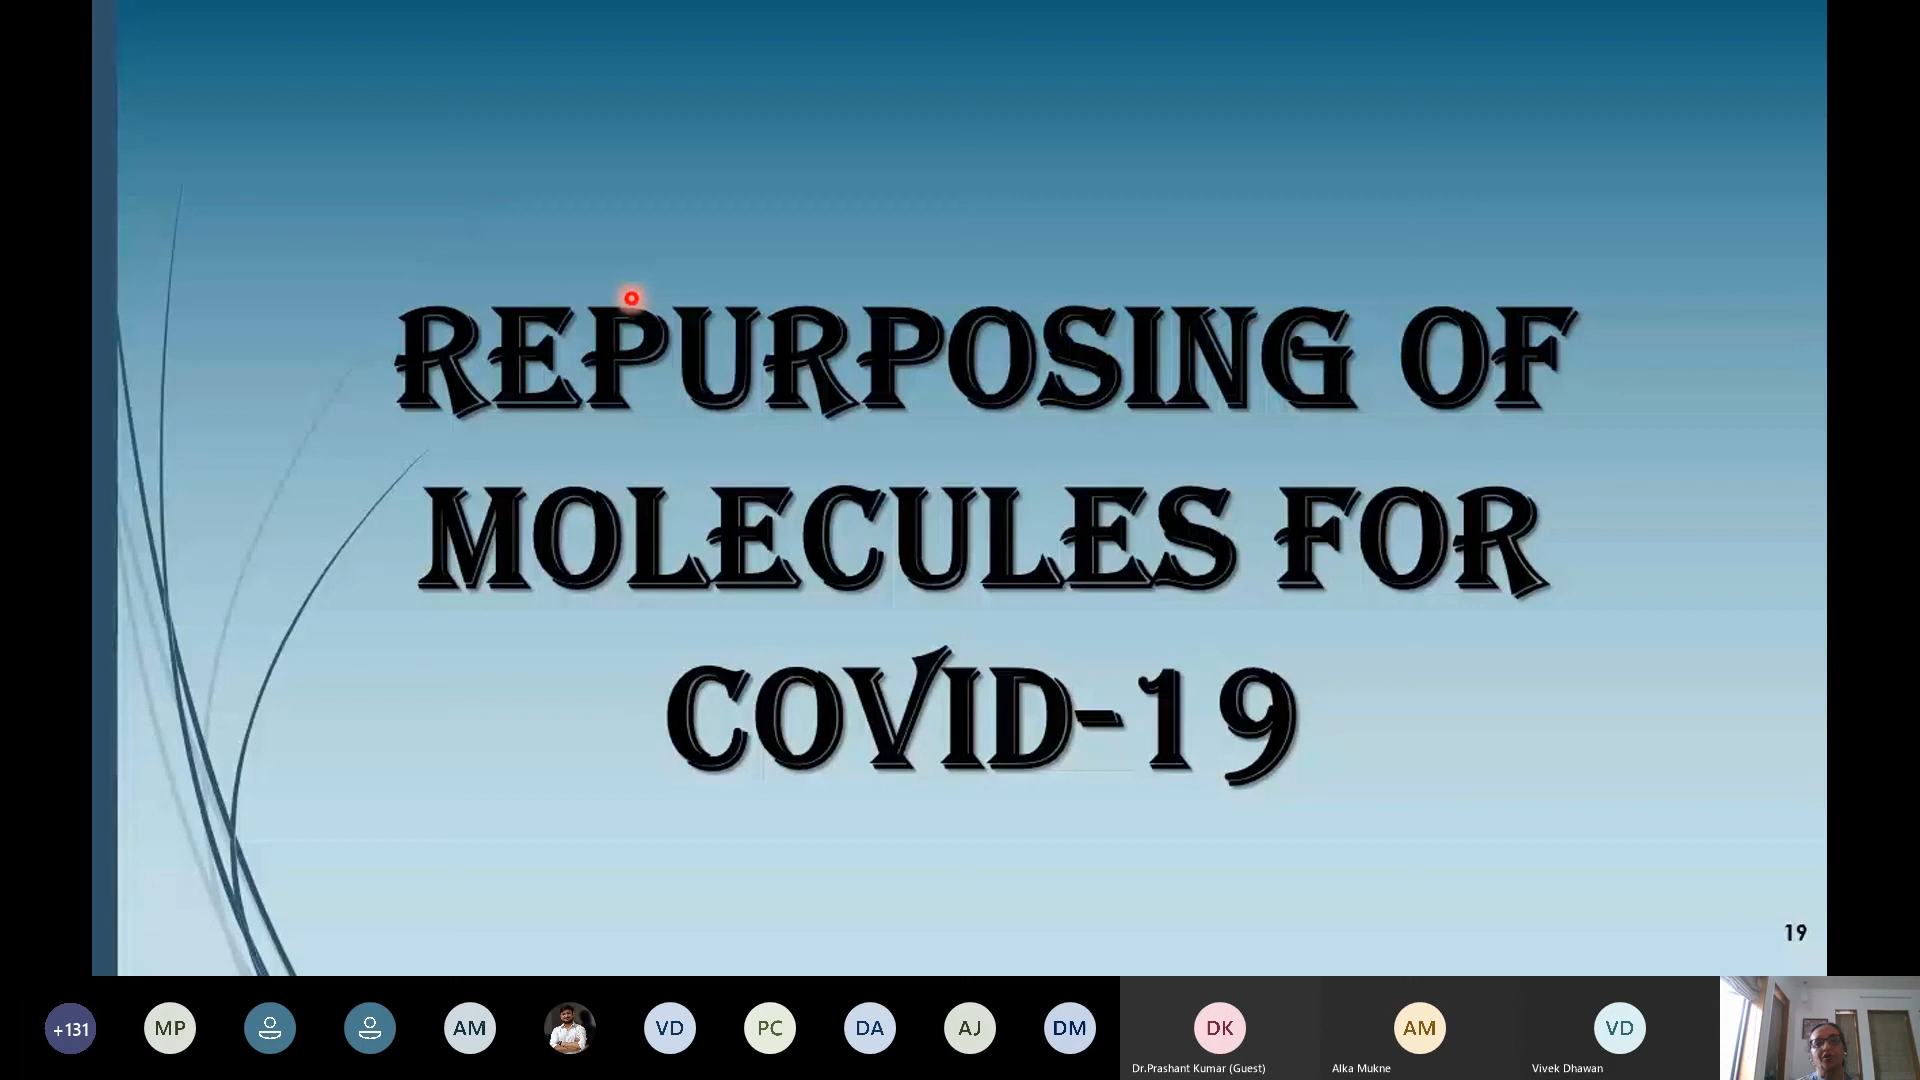 REPURPOSING OF
MOLECULES FOR
COVID-19
19
+131
MP
AM
VD
PC
DA
AJ
DM
DK
Dr.Prashant Kumar (Guest)
AM
Alka Mukne
VD
Vivek Dhawan